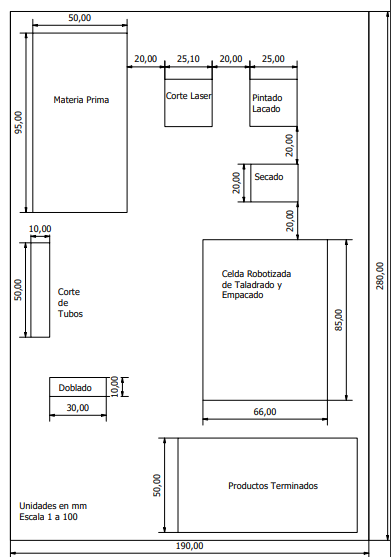 50,00
20,00
25,10
20,00
25,00
Materia Prima
Corte Laser
Pintado
Lacado
95,00
20,00
Secado
20,00
20,00
10,00
50,00
Corte
de
Tubos
Celda Robotizada
de Taladrado y
Empacado
280,00
85,00
Doblado
10,00
30,00
66,00
50,00
Productos Terminados
Unidades en mm
Escala 1 a 100
190,00